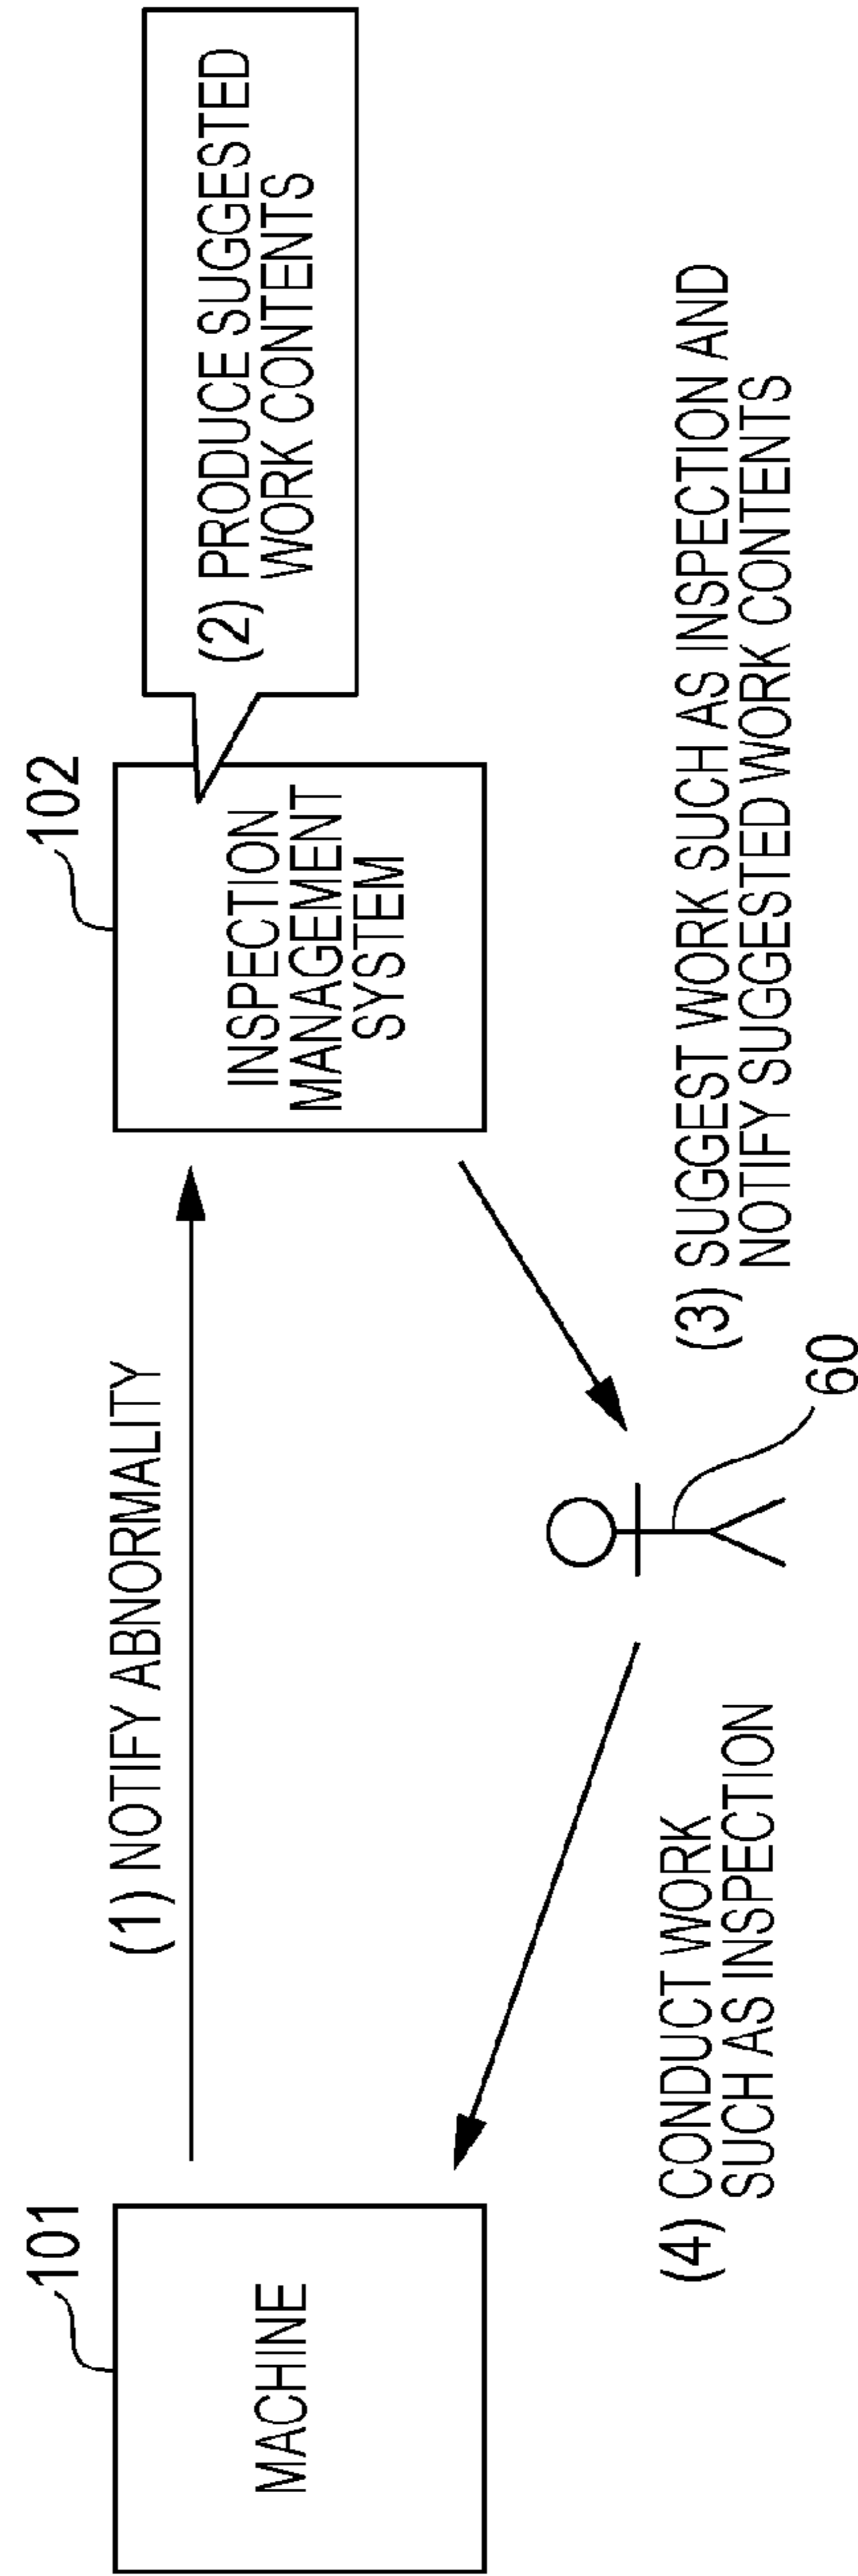 101
MACHINE
(1) NOTIFY ABNORMALITY
102
INSPECTION
MANAGEMENT
SYSTEM
(2) PRODUCE SUGGESTED
WORK CONTENTS
(3) SUGGEST WORK SUCH AS INSPECTION AND
NOTIFY SUGGESTED WORK CONTENTS
60
(4) CONDUCT WORK
SUCH AS INSPECTION